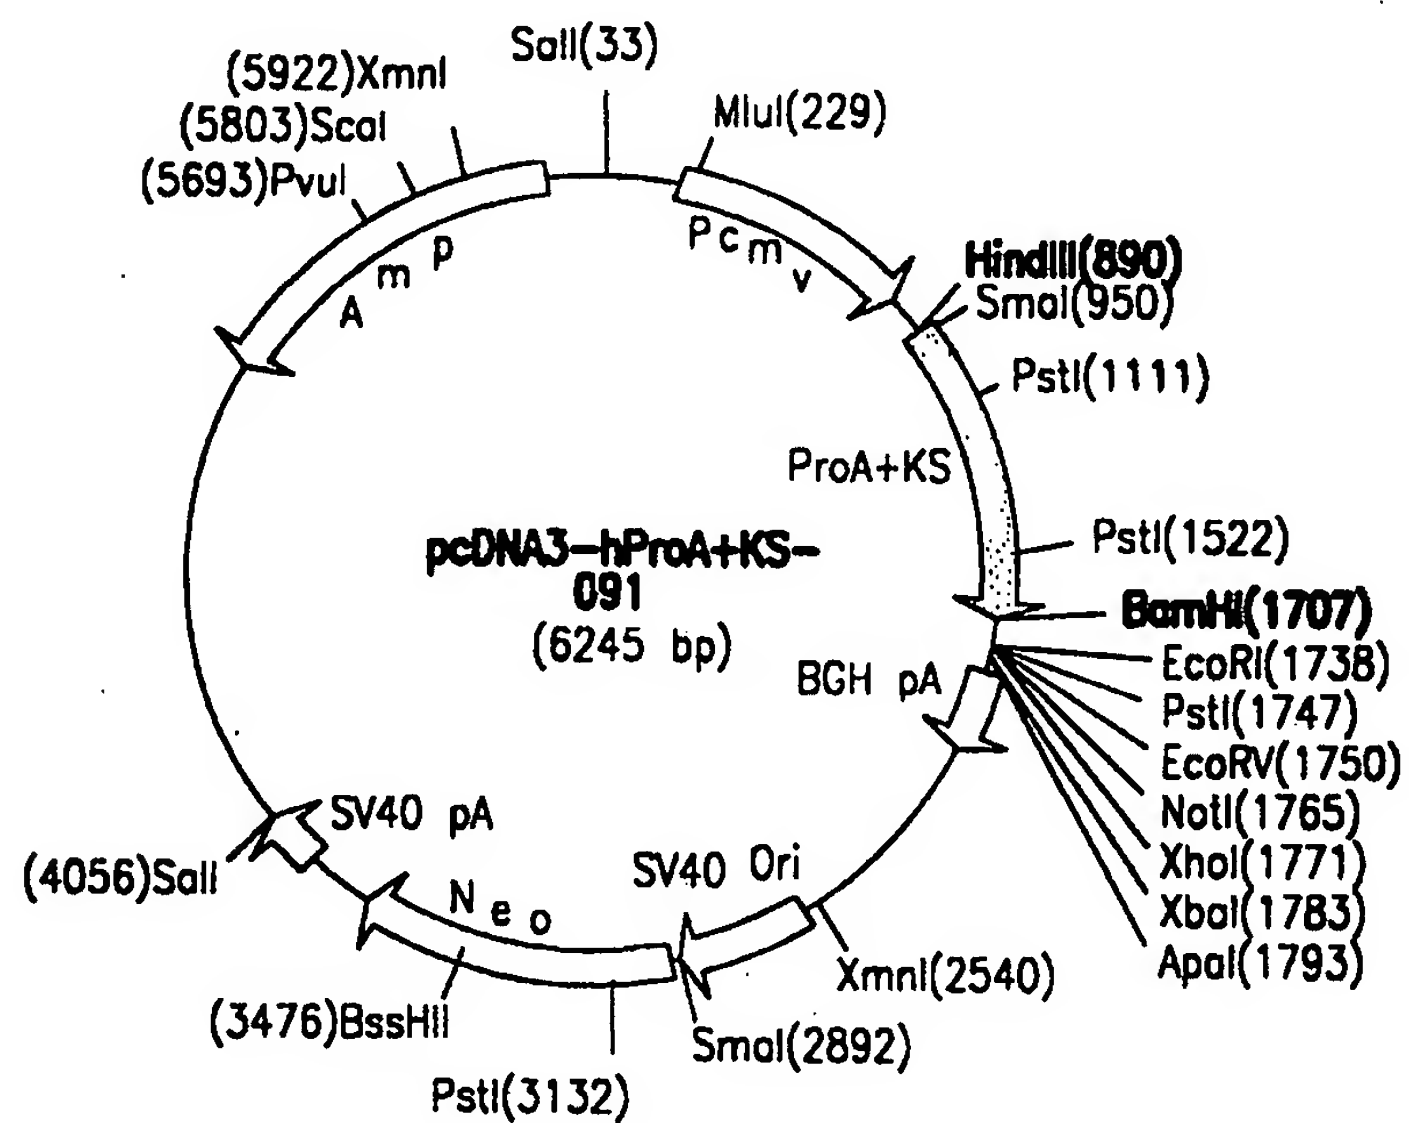 SalI(33)
(5922)XmnI
(5803)ScaI
(5693)PvuI
MluI(229)
Pcmv
Amp
HindIII(890)
SmaI(950)
PstI(1111)
ProA+KS
PstI(1522)
pcDNA3-hProA+KS-
091
(6245 bp)
BamHI(1707)
EcoRI(1738)
BGH pA
PstI(1747)
EcoRV(1750)
NotI(1765)
XhoI(1771)
XbaI(1783)
ApaI(1793)
SV40 pA
SV40 Ori
(4056)SalI
Neo
XmnI(2540)
(3476)BssHII
SmaI(2892)
PstI(3132)